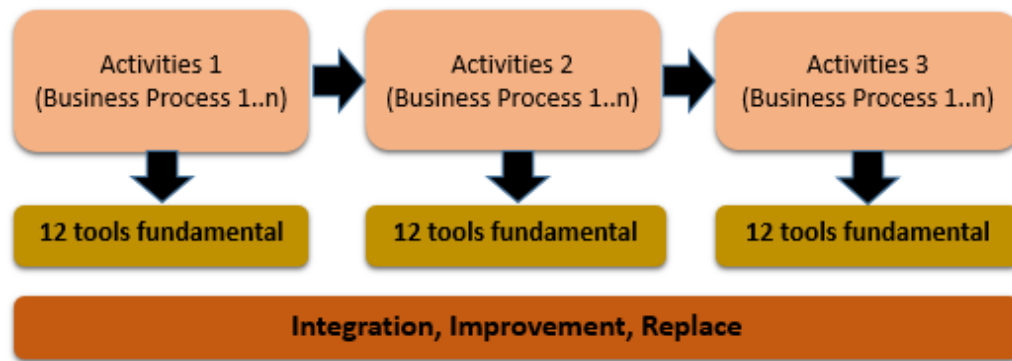 Activities 1
(Business Process 1..n)
Activities 2
(Business Process 1..n)
Activities 3
(Business Process 1..n)
12 tools fundamental
12 tools fundamental
12 tools fundamental
Integration, Improvement, Replace